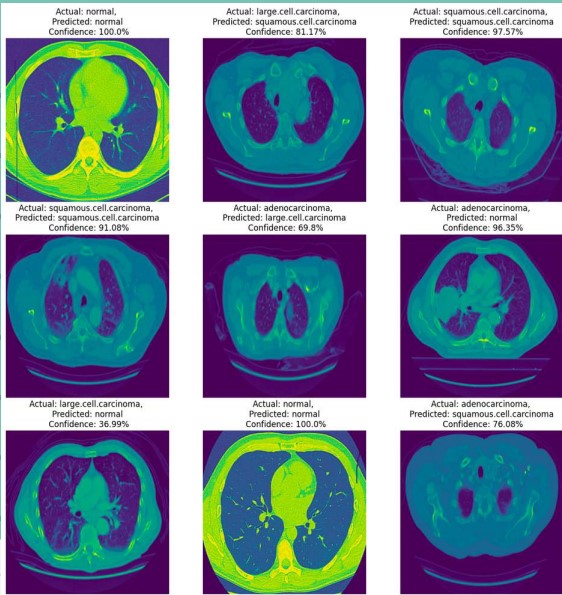 Actual: normal,
Predicted: normal
Confidence: 100.0%
Actual: large.cell.carcinoma,
Predicted: squamous.cell.carcinoma
Confidence: 81.17%
Actual: squamous.cell.carcinoma,
Predicted: squamous.cell.carcinoma
Confidence: 97.57%
Actual: squamous.cell.carcinoma,
Predicted: squamous.cell.carcinoma
Confidence: 91.08%
Actual: adenocarcinoma,
Predicted: large.cell.carcinoma
Confidence: 69.8%
Actual: adenocarcinoma,
Predicted: normal
Confidence: 96.35%
Actual: large.cell.carcinoma,
Predicted: normal
Confidence: 36.99%
Actual: normal,
Predicted: normal
Confidence: 100.0%
Actual: adenocarcinoma,
Predicted: squamous.cell.carcinoma
Confidence: 76.08%